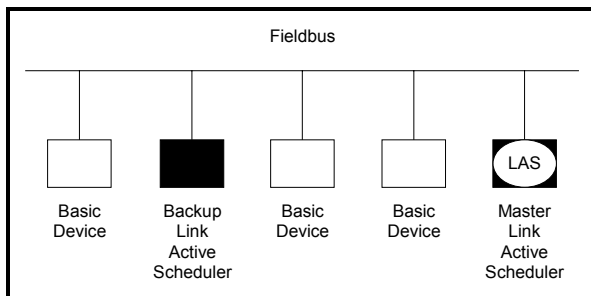 Fieldbus
LAS
Basic
Device
Backup
Link
Active
Scheduler
Basic
Device
Basic
Device
Master
Link
Active
Scheduler